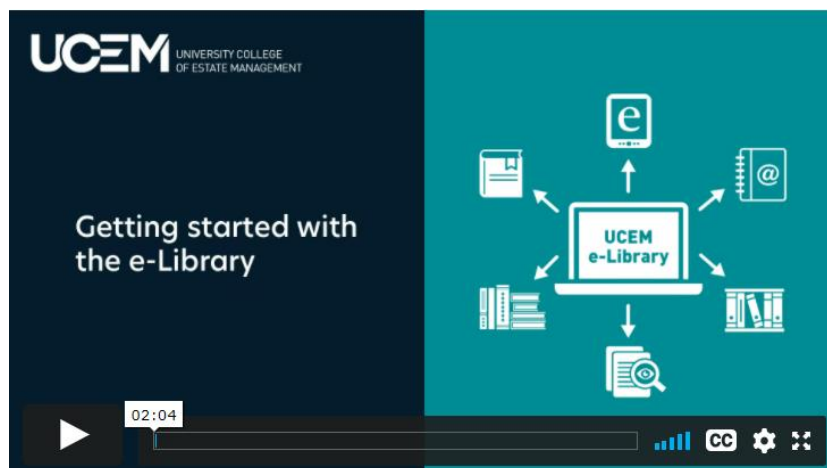 UCEM
UNIVERSITY COLLEGE
OF ESTATE MANAGEMENT
Getting started with
the e-Library
e
@
UCEM
e-Library
02:04
CC